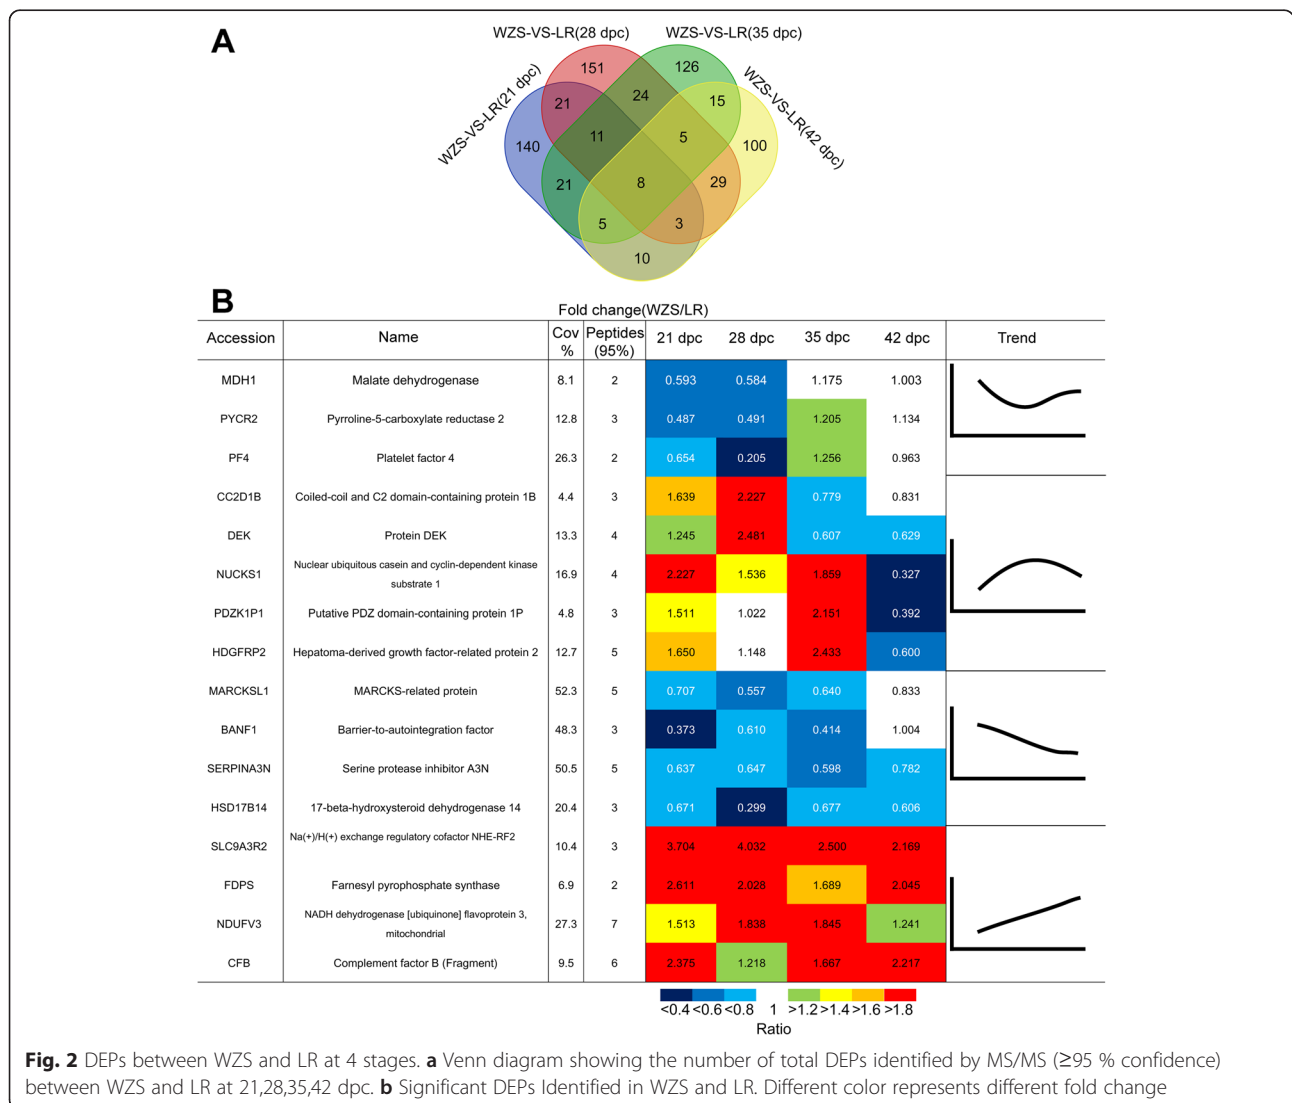 A
WZS-VS-LR(28 dpc) WZS-VS-LR(35 dpc)
WZS-VS-LR(21 dpc) WZS-VS-LR(42 dpc)
151 126
21 24 15
140 11 5 100
21 8 29
5 3
10
B
Fold change(WZS/LR)
Accession Name Cov % Peptides (95%) 21 dpc 28 dpc 35 dpc 42 dpc Trend
MDH1 Malate dehydrogenase 8.1 2 0.593 0.584 1.175 1.003
PYCR2 Pyrroline-5-carboxylate reductase 2 12.8 3 0.487 0.491 1.205 1.134
PF4 Platelet factor 4 26.3 2 0.654 0.205 1.256 0.963
CC2D1B Coiled-coil and C2 domain-containing protein 1B 4.4 3 1.639 2.227 0.779 0.831
DEK Protein DEK 13.3 4 1.245 2.481 0.607 0.629
NUCKS1 Nuclear ubiquitous casein and cyclin-dependent kinase substrate 1 16.9 4 2.227 1.536 1.859 0.327
PDZK1P1 Putative PDZ domain-containing protein 1P 4.8 3 1.511 1.022 2.151 0.392
HDGFRP2 Hepatoma-derived growth factor-related protein 2 12.7 5 1.650 1.148 2.433 0.600
MARCKSL1 MARCKS-related protein 52.3 5 0.707 0.557 0.640 0.833
BANF1 Barrier-to-autointegration factor 48.3 3 0.373 0.610 0.414 1.004
SERPINA3N Serine protease inhibitor A3N 50.5 5 0.637 0.647 0.598 0.782
HSD17B14 17-beta-hydroxysteroid dehydrogenase 14 20.4 3 0.671 0.299 0.677 0.606
SLC9A3R2 Na(+)/H(+) exchange regulatory cofactor NHE-RF2 10.4 3 3.704 4.032 2.500 2.169
FDPS Farnesyl pyrophosphate synthase 6.9 2 2.611 2.028 1.689 2.045
NDUFV3 NADH dehydrogenase [ubiquinone] flavoprotein 3, mitochondrial 27.3 7 1.513 1.838 1.845 1.241
CFB Complement factor B (Fragment) 9.5 6 2.375 1.218 1.667 2.217
<0.4 <0.6 <0.8 1 >1.2 >1.4 >1.6 >1.8
Ratio
Fig. 2 DEPs between WZS and LR at 4 stages. a Venn diagram showing the number of total DEPs identified by MS/MS (≥95 % confidence)
between WZS and LR at 21,28,35,42 dpc. b Significant DEPs Identified in WZS and LR. Different color represents different fold change